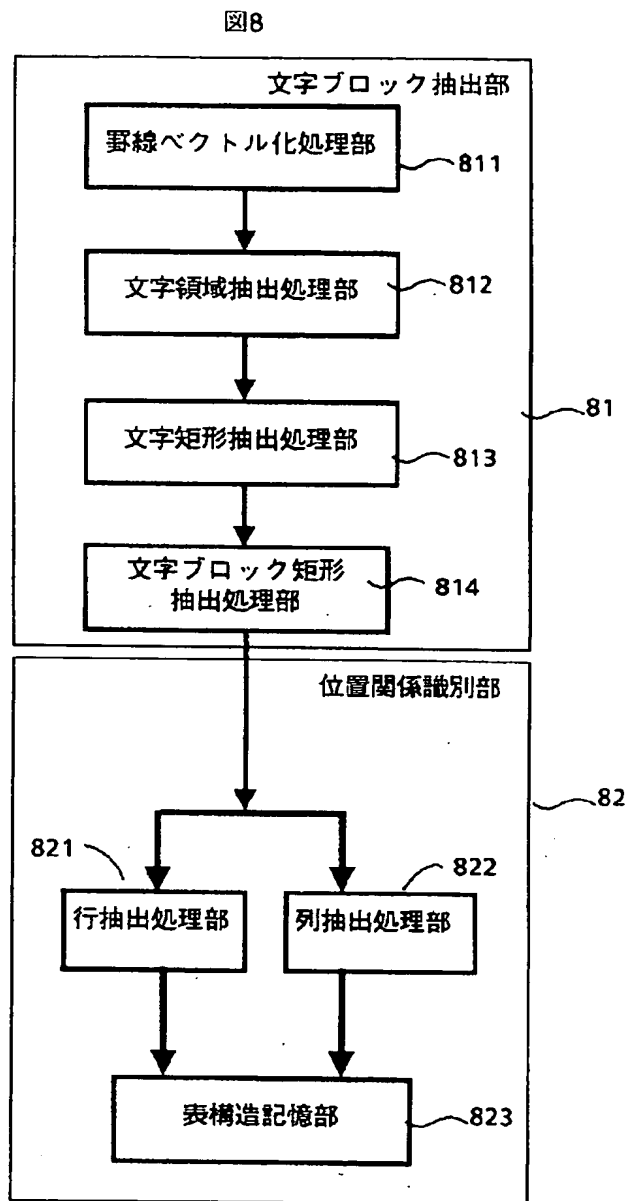 図8
文字ブロック抽出部
罫線ベクトル化処理部
811
文字領域抽出処理部
812
81
文字矩形抽出処理部
813
文字ブロック矩形
抽出処理部
814
位置関係識別部
82
821
822
行抽出処理部
列抽出処理部
表構造記憶部
823